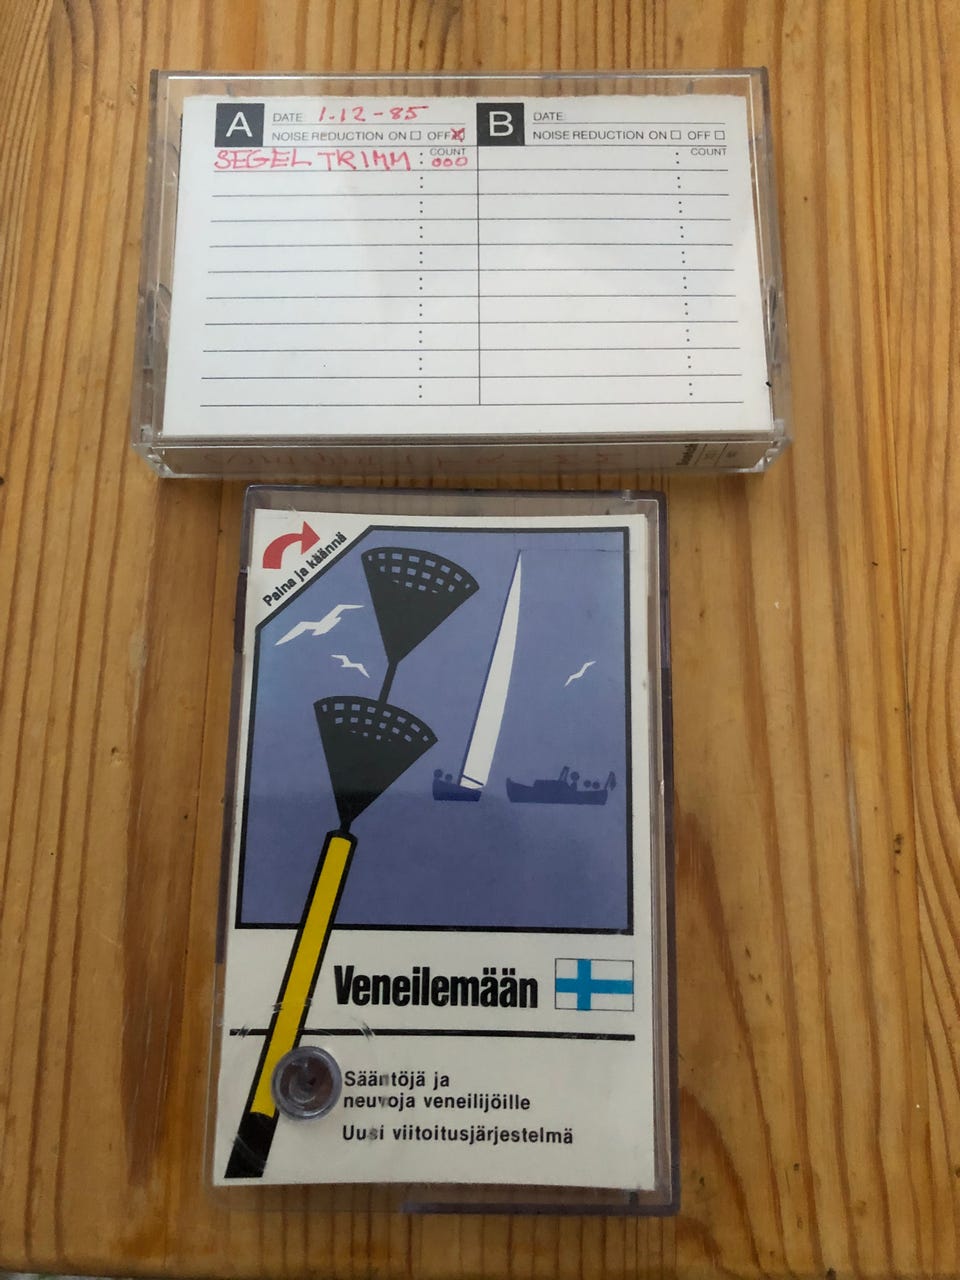 A DATE 1.12-85
NOISE REDUCTION ON OFF
COUNT
SEGEL TRIMM 000
B DATE
NOISE REDUCTION ON OFF
COUNT
Paina ja käännä
Veneilemään
Sääntöjä ja
neuvoja veneilijöille
Uusi viitoitusjärjestelmä